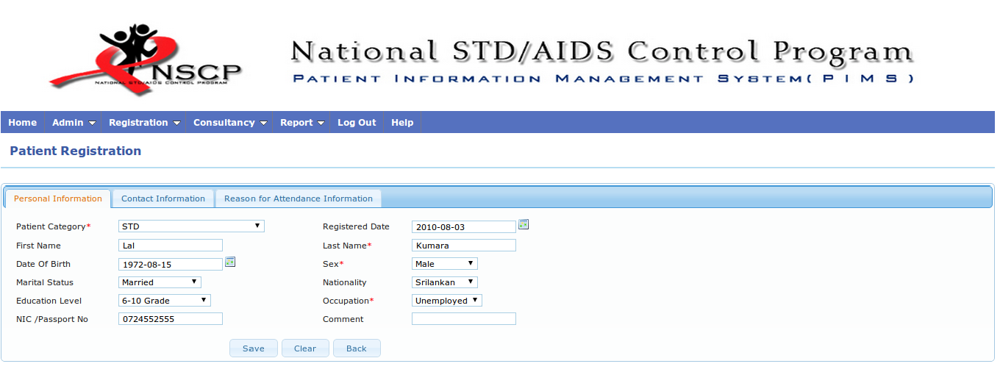 NSCP
NATIONAL STD/AIDS CONTROL PROGRAM
National STD/AIDS Control Program
PATIENT INFORMATION MANAGEMENT SYSTEM( P I M S )
Home Admin Registration Consultancy Report Log Out Help
Patient Registration
Personal Information Contact Information Reason for Attendance Information
Patient Category* STD Registered Date 2010-08-03
First Name Lal Last Name* Kumara
Date Of Birth 1972-08-15 Sex* Male
Marital Status Married Nationality Srilankan
Education Level 6-10 Grade Occupation* Unemployed
NIC /Passport No 0724552555 Comment
Save Clear Back